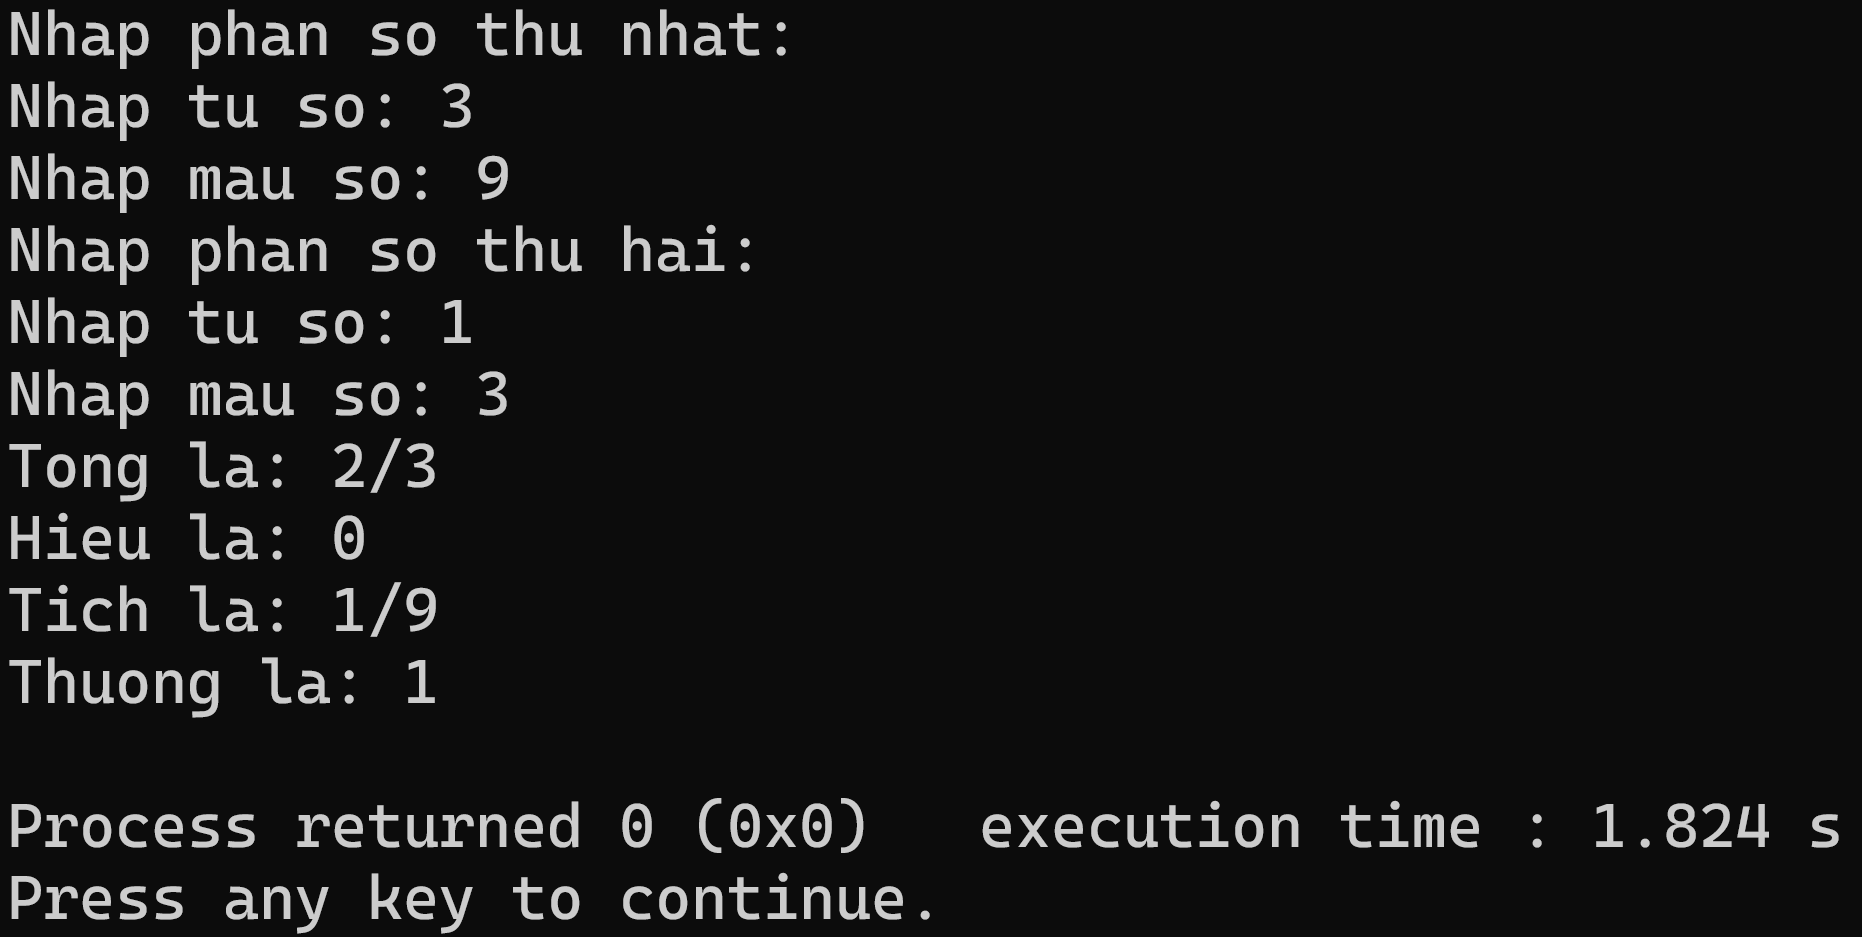 Nhap phan so thu nhat:
Nhap tu so: 3
Nhap mau so: 9
Nhap phan so thu hai:
Nhap tu so: 1
Nhap mau so: 3
Tong la: 2/3
Hieu la: 0
Tich la: 1/9
Thuong la: 1

Process returned 0 (0x0)   execution time : 1.824 s
Press any key to continue.